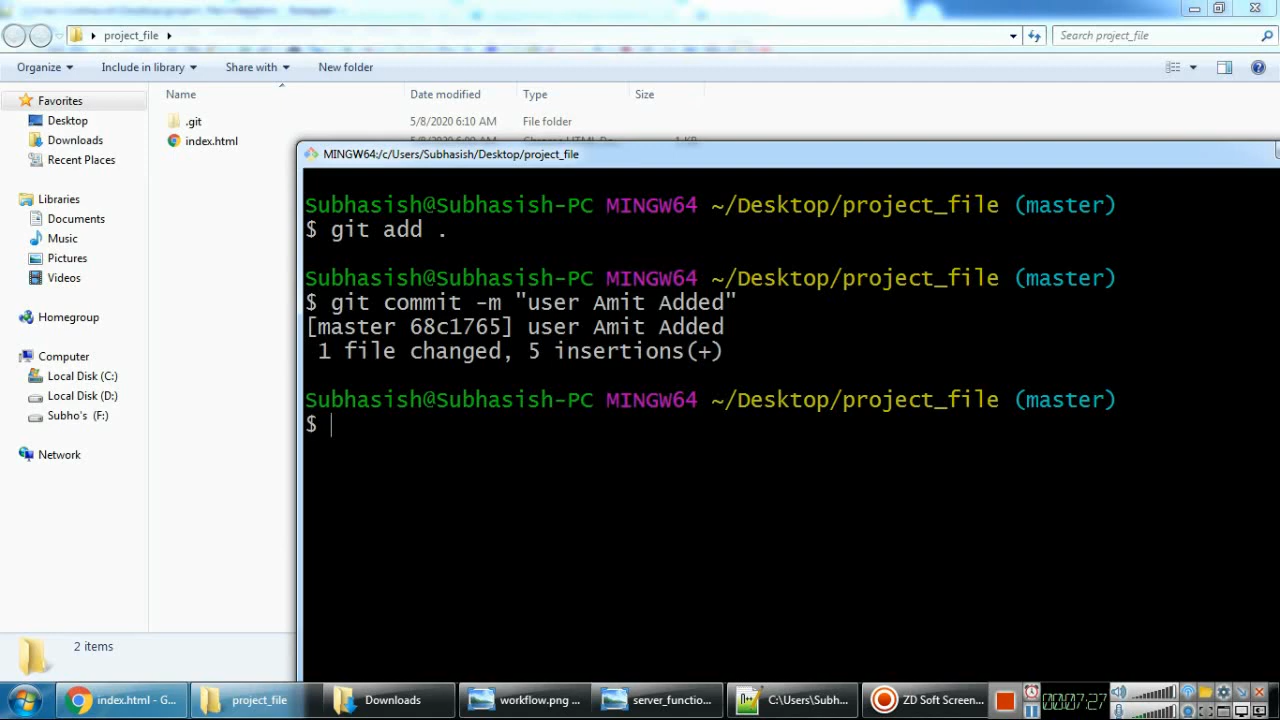 project_file
Search project_file
Organize
Include in library
Share with
New folder
Favorites
Desktop
Downloads
Recent Places
Libraries
Documents
Music
Pictures
Videos
Homegroup
Computer
Local Disk (C:)
Local Disk (D:)
Subho's (F:)
Network
Name
Date modified
Type
Size
.git
5/8/2020 6:10 AM
File folder
index.html
MINGW64:/c/Users/Subhasish/Desktop/project_file
Subhasish@Subhasish-PC MINGW64 ~/Desktop/project_file (master)
$ git add .
Subhasish@Subhasish-PC MINGW64 ~/Desktop/project_file (master)
$ git commit -m "user Amit Added"
[master 68c1765] user Amit Added
1 file changed, 5 insertions(+)
Subhasish@Subhasish-PC MINGW64 ~/Desktop/project_file (master)
$
2 items
index.html - G...
project_file
Downloads
workflow.png ...
server_functio...
C:\Users\Subh...
ZD Soft Screen...
00:07:27